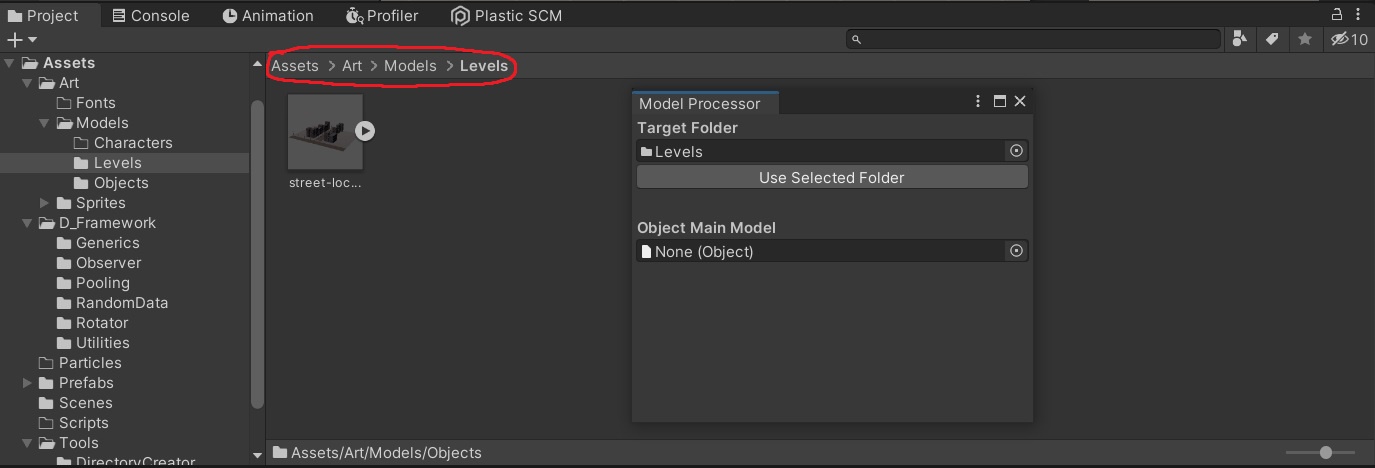 Project Console Animation Profiler Plastic SCM
10
Assets > Art > Models > Levels
Assets
Art
Fonts
Models
Characters
Levels
Objects
Sprites
D_Framework
Generics
Observer
Pooling
RandomData
Rotator
Utilities
Particles
Prefabs
Scenes
Scripts
Tools
DirectoryCreator
street-loc...
Model Processor
Target Folder
Levels
Use Selected Folder
Object Main Model
None (Object)
Assets/Art/Models/Objects